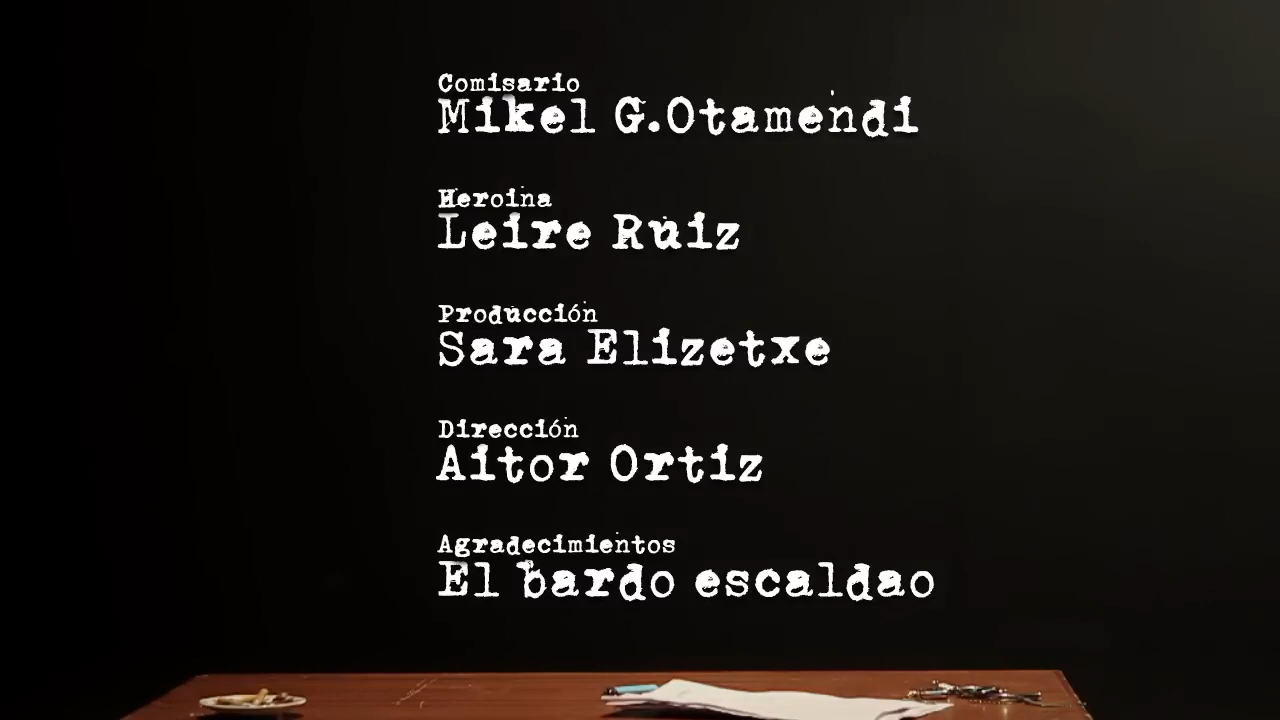 Comisario
Mikel G.Otamendi
Heroina
Leire Ruiz
Producción
Sara Elizetxe
Dirección
Aitor Ortiz
Agradecimientos
El bardo escaldao